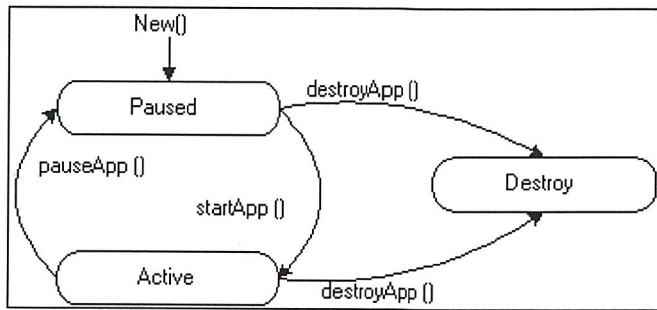 New()
Paused
destroyApp ()
pauseApp ()
Destroy
startApp ()
Active
destroyApp ()